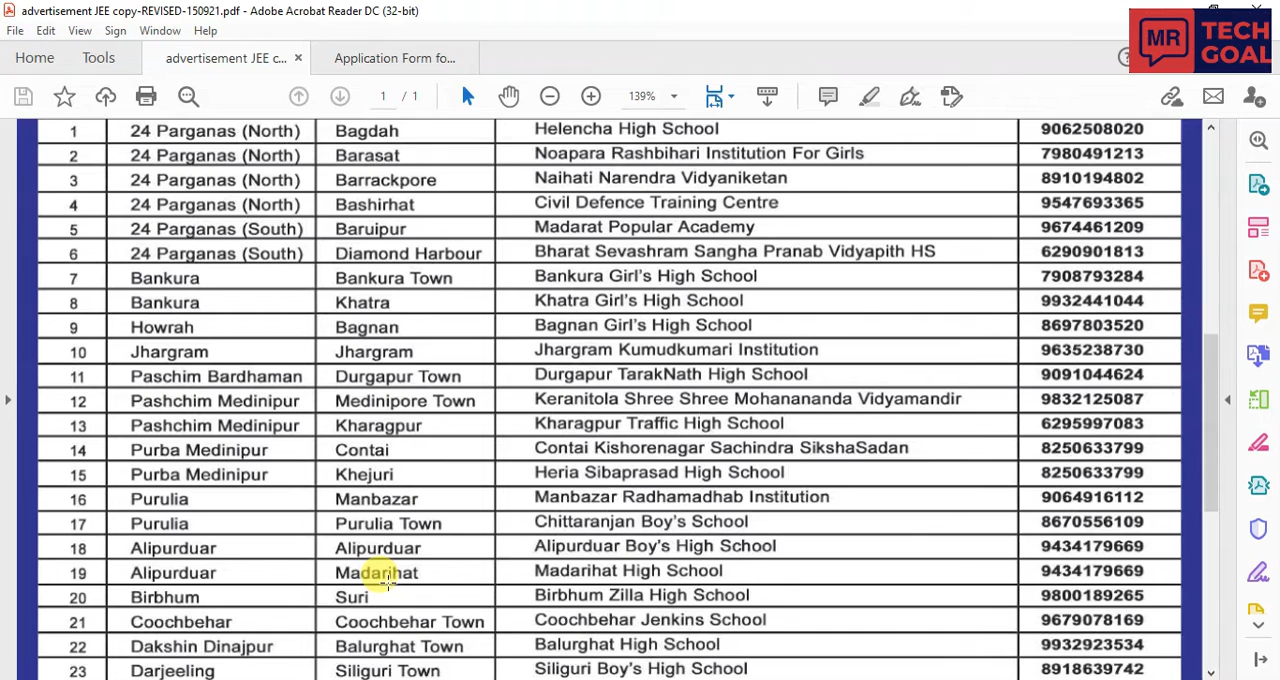 advertisement JEE copy-REVISED-150921.pdf - Adobe Acrobat Reader DC (32-bit)
File Edit View Sign Window Help
MR TECH GOAL
Home Tools advertisement JEE c... × Application Form fo...
1 / 1 139%
1 24 Parganas (North) Bagdah Helencha High School 9062508020
2 24 Parganas (North) Barasat Noapara Rashbihari Institution For Girls 7980491213
3 24 Parganas (North) Barrackpore Naihati Narendra Vidyaniketan 8910194802
4 24 Parganas (North) Bashirhat Civil Defence Training Centre 9547693365
5 24 Parganas (South) Baruipur Madarat Popular Academy 9674461209
6 24 Parganas (South) Diamond Harbour Bharat Sevashram Sangha Pranab Vidyapith HS 6290901813
7 Bankura Bankura Town Bankura Girl's High School 7908793284
8 Bankura Khatra Khatra Girl's High School 9932441044
9 Howrah Bagnan Bagnan Girl's High School 8697803520
10 Jhargram Jhargram Jhargram Kumudkumari Institution 9635238730
11 Paschim Bardhaman Durgapur Town Durgapur TarakNath High School 9091044624
12 Pashchim Medinipur Medinipore Town Keranitola Shree Shree Mohanananda Vidyamandir 9832125087
13 Pashchim Medinipur Kharagpur Kharagpur Traffic High School 6295997083
14 Purba Medinipur Contai Contai Kishorenagar Sachindra SikshaSadan 8250633799
15 Purba Medinipur Khejuri Heria Sibaprasad High School 8250633799
16 Purulia Manbazar Manbazar Radhamadhab Institution 9064916112
17 Purulia Purulia Town Chittaranjan Boy's School 8670556109
18 Alipurduar Alipurduar Alipurduar Boy's High School 9434179669
19 Alipurduar Madarihat Madarihat High School 9434179669
20 Birbhum Suri Birbhum Zilla High School 9800189265
21 Coochbehar Coochbehar Town Coochbehar Jenkins School 9679078169
22 Dakshin Dinajpur Balurghat Town Balurghat High School 9932923534
23 Darjeeling Siliguri Town Siliguri Boy's High School 8918639742